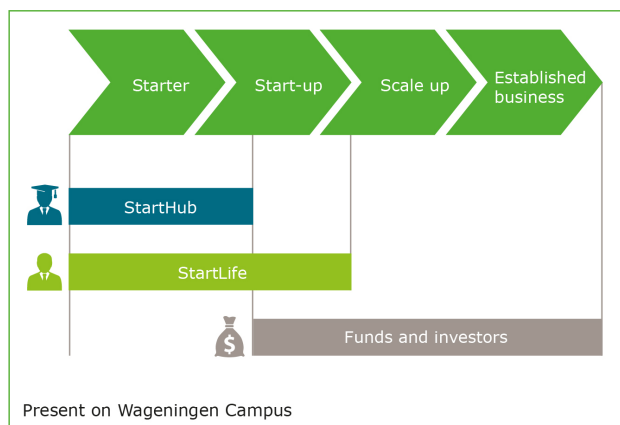 Starter
Start-up
Scale up
Established
business
StartHub
StartLife
$
Funds and investors
Present on Wageningen Campus